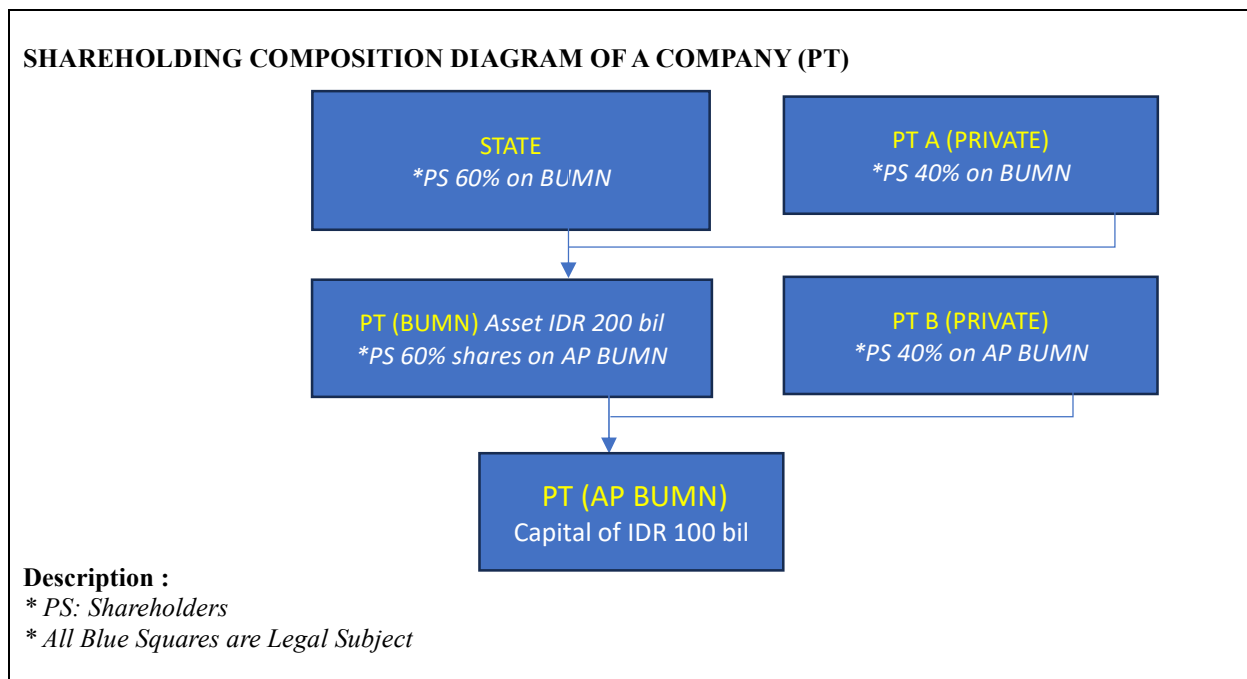 SHAREHOLDING COMPOSITION DIAGRAM OF A COMPANY (PT)
STATE
*PS 60% on BUMN
PT A (PRIVATE)
*PS 40% on BUMN
PT (BUMN) Asset IDR 200 bil
*PS 60% shares on AP BUMN
PT B (PRIVATE)
*PS 40% on AP BUMN
PT (AP BUMN)
Capital of IDR 100 bil
Description :
* PS: Shareholders
* All Blue Squares are Legal Subject